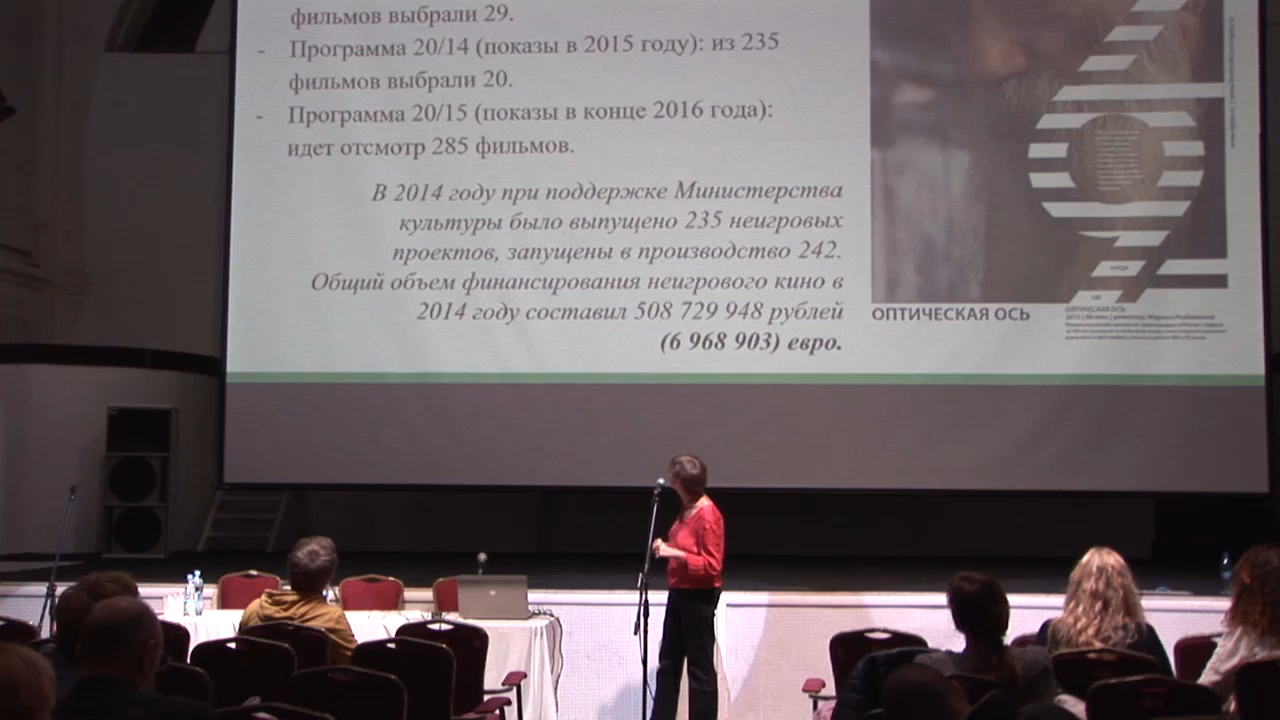 фильмов выбрали 29.
- Программа 20/14 (показы в 2015 году): из 235
фильмов выбрали 20.
- Программа 20/15 (показы в конце 2016 года):
идет отсмотр 285 фильмов.
В 2014 году при поддержке Министерства
культуры было выпущено 235 неигровых
проектов, запущены в производство 242.
Общий объем финансирования неигрового кино в
2014 году составил 508 729 948 рублей
(6 968 903) евро.
ОПТИЧЕСКАЯ ОСЬ
ОПТИЧЕСКАЯ ОСЬ